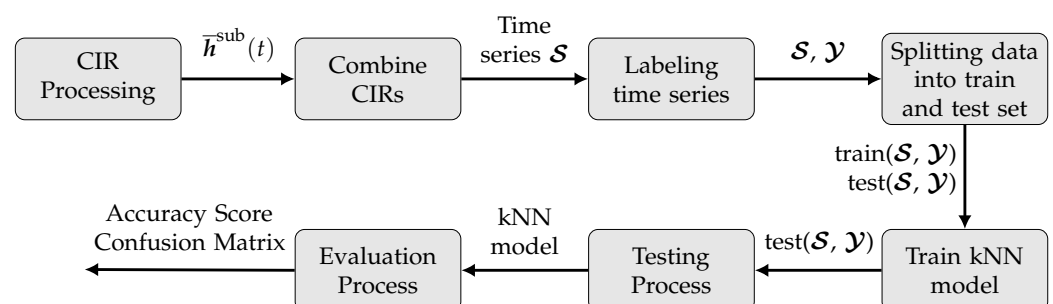 CIR
Processing
h̅ˢᵘᵇ(t)
Combine
CIRs
Time
series 𝓢
Labeling
time series
𝓢, 𝓨
Splitting data
into train
and test set
train(𝓢, 𝓨)
test(𝓢, 𝓨)
Train kNN
model
test(𝓢, 𝓨)
Testing
Process
kNN
model
Evaluation
Process
Accuracy Score
Confusion Matrix